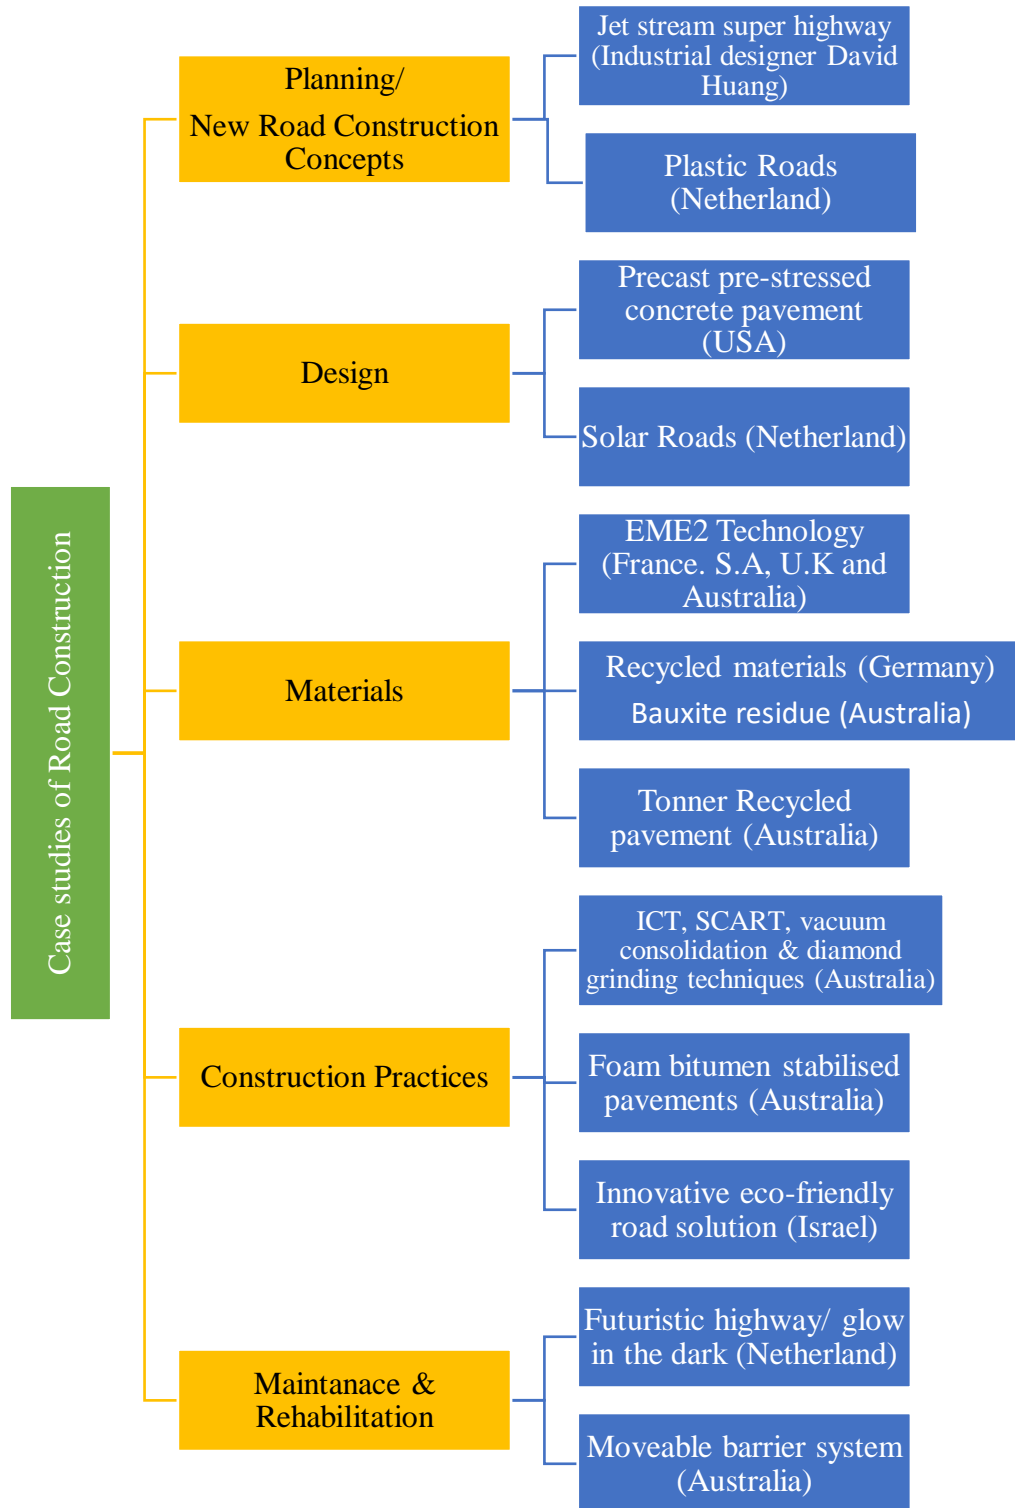 Case studies of Road Construction
Planning/
New Road Construction
Concepts
Jet stream super highway
(Industrial designer David
Huang)
Plastic Roads
(Netherland)
Design
Precast pre-stressed
concrete pavement
(USA)
Solar Roads (Netherland)
Materials
EME2 Technology
(France. S.A, U.K and
Australia)
Recycled materials (Germany)
Bauxite residue (Australia)
Tonner Recycled
pavement (Australia)
Construction Practices
ICT, SCART, vacuum
consolidation & diamond
grinding techniques (Australia)
Foam bitumen stabilised
pavements (Australia)
Innovative eco-friendly
road solution (Israel)
Maintanace &
Rehabilitation
Futuristic highway/ glow
in the dark (Netherland)
Moveable barrier system
(Australia)